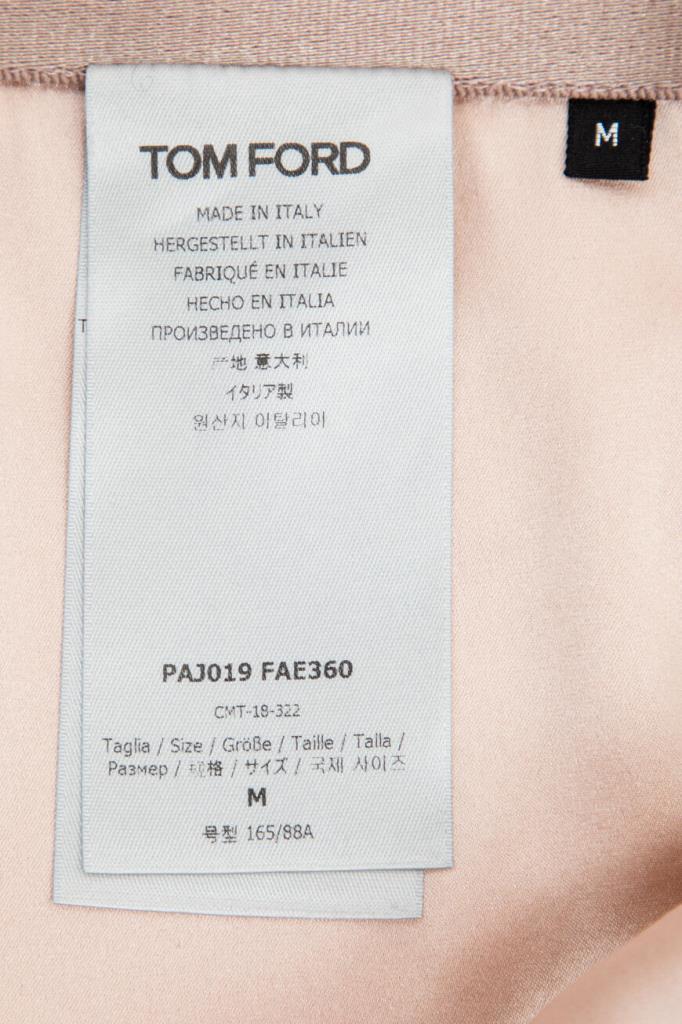 TOM FORD
MADE IN ITALY
HERGESTELLT IN ITALIEN
FABRIQUÉ EN ITALIE
HECHO EN ITALIA
ПРОИЗВЕДЕНО В ИТАЛИИ
产地 意大利
イタリア製
원산지 이탈리아
PAJ019 FAE360
CMT-18-322
Taglia / Size / Größe / Taille / Talla /
Размер / 规格 / サイズ / 국제 사이즈
M
号型 165/88A
T
M